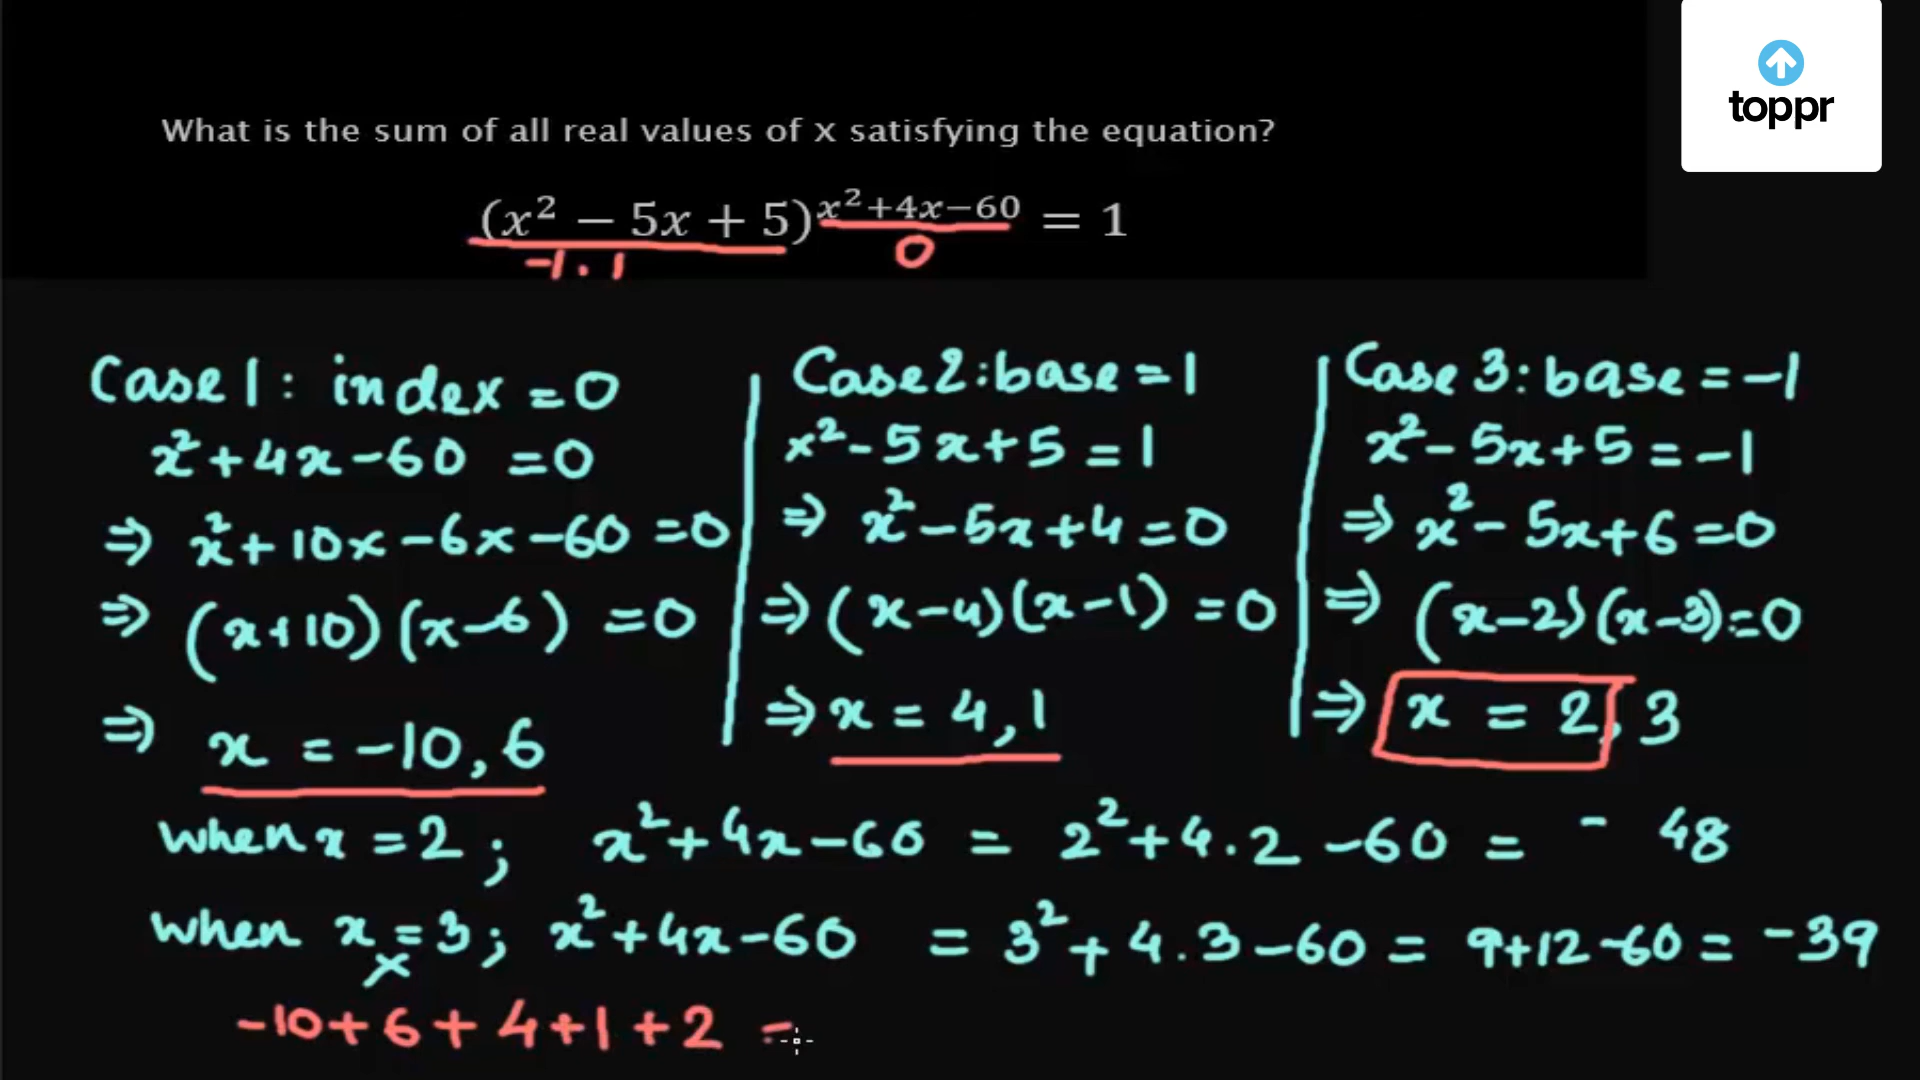 toppr
What is the sum of all real values of x satisfying the equation?
(x² − 5x + 5)^(x²+4x−60) = 1
-1, 1
0
Case 1: index = 0
x²+4x-60 = 0
⇒ x²+10x-6x-60 = 0
⇒ (x+10)(x-6) = 0
⇒ x = -10, 6
Case 2: base = 1
x²-5x+5 = 1
⇒ x²-5x+4 = 0
⇒ (x-4)(x-1) = 0
⇒ x = 4, 1
Case 3: base = -1
x²-5x+5 = -1
⇒ x²-5x+6 = 0
⇒ (x-2)(x-3) = 0
⇒ x = 2, 3
when x = 2; x²+4x-60 = 2²+4.2-60 = - 48
when x = 3; x²+4x-60 = 3²+4.3-60 = 9+12-60 = -39
×
-10+6+4+1+2 =